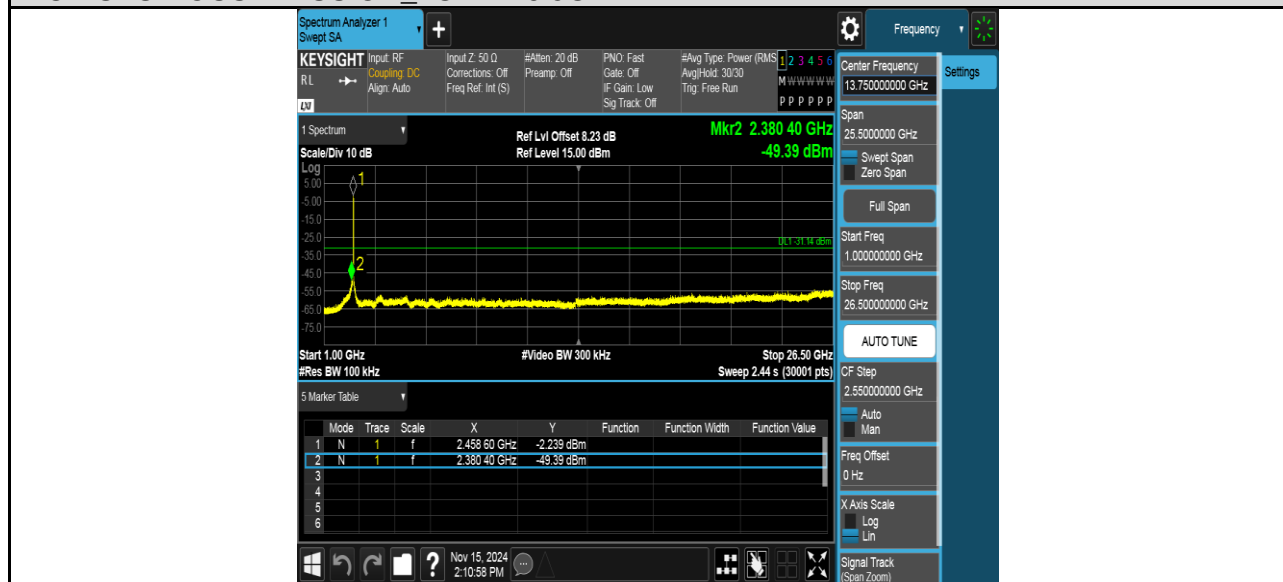 Spectrum Analyzer 1
Swept SA
Frequency
KEYSIGHT Input: RF Input Z: 50 Ω #Atten: 20 dB PNO: Fast #Avg Type: Power (RMS 1 2 3 4 5 6
RL Coupling: DC Corrections: Off Preamp: Off Gate: Off Avg|Hold: 30/30 M W W W W W
Align: Auto Freq Ref: Int (S) IF Gain: Low Trig: Free Run
LXI Sig Track: Off P P P P P P
Center Frequency
13.750000000 GHz
Settings
Span
25.5000000 GHz
Swept Span
Zero Span
Full Span
Start Freq
1.000000000 GHz
Stop Freq
26.500000000 GHz
AUTO TUNE
CF Step
2.550000000 GHz
Auto
Man
Freq Offset
0 Hz
X Axis Scale
Log
Lin
Signal Track
(Span Zoom)
1 Spectrum
Ref Lvl Offset 8.23 dB Mkr2 2.380 40 GHz
Scale/Div 10 dB Ref Level 15.00 dBm -49.39 dBm
Log
5.00
-5.00
-15.0
-25.0
-35.0
-45.0
-55.0
-65.0
-75.0
1
2
DL1 -31.14 dBm
Start 1.00 GHz #Video BW 300 kHz Stop 26.50 GHz
#Res BW 100 kHz Sweep 2.44 s (30001 pts)
5 Marker Table
Mode Trace Scale X Y Function Function Width Function Value
1 N 1 f 2.458 60 GHz -2.239 dBm
2 N 1 f 2.380 40 GHz -49.39 dBm
3
4
5
6
Nov 15, 2024
2:10:58 PM